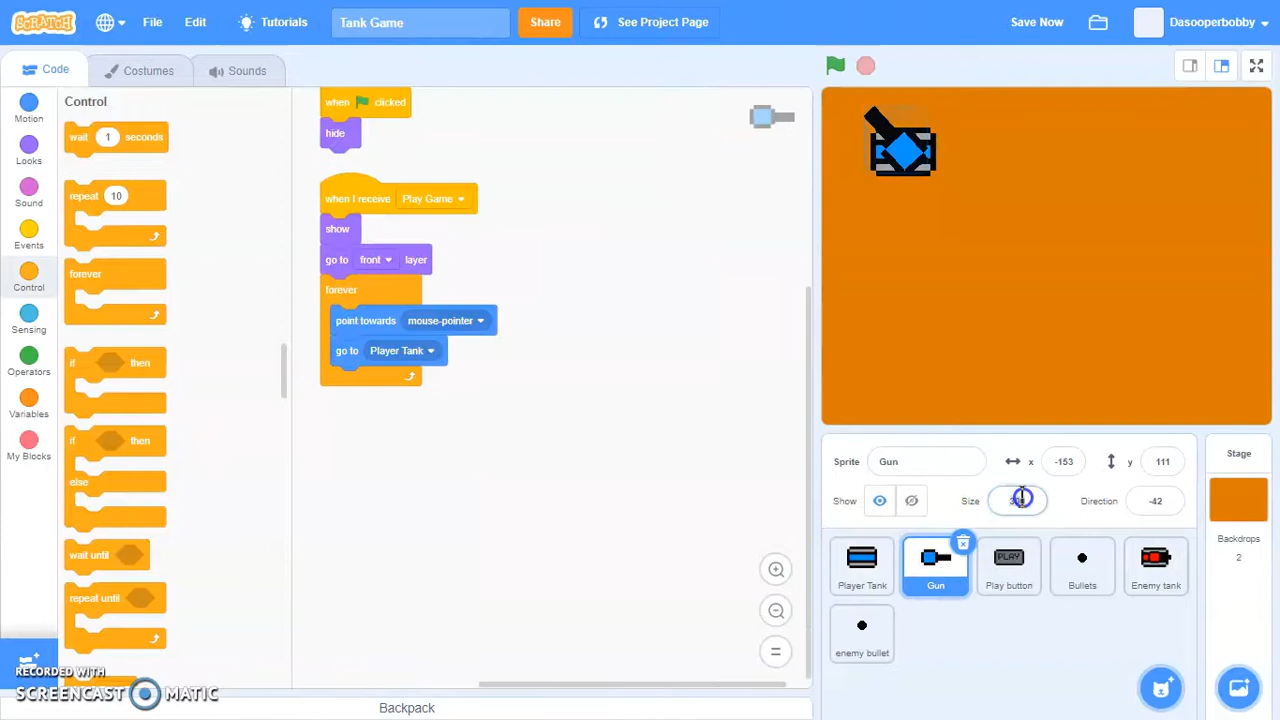 SCRATCH File Edit Tutorials Tank Game Share See Project Page Save Now Dasooperbobby
Code Costumes Sounds
Motion
Looks
Sound
Events
Control
Sensing
Operators
Variables
My Blocks
Control
wait 1 seconds
repeat 10
forever
if then
if then
else
wait until
repeat until
when clicked
hide
when I receive Play Game
show
go to front layer
forever
point towards mouse-pointer
go to Player Tank
Sprite Gun x -153 y 111
Show Size Direction -42
Stage
Backdrops
2
PLAY
Player Tank Gun Play button Bullets Enemy tank
enemy bullet
Backpack
RECORDED WITH
SCREENCAST MATIC